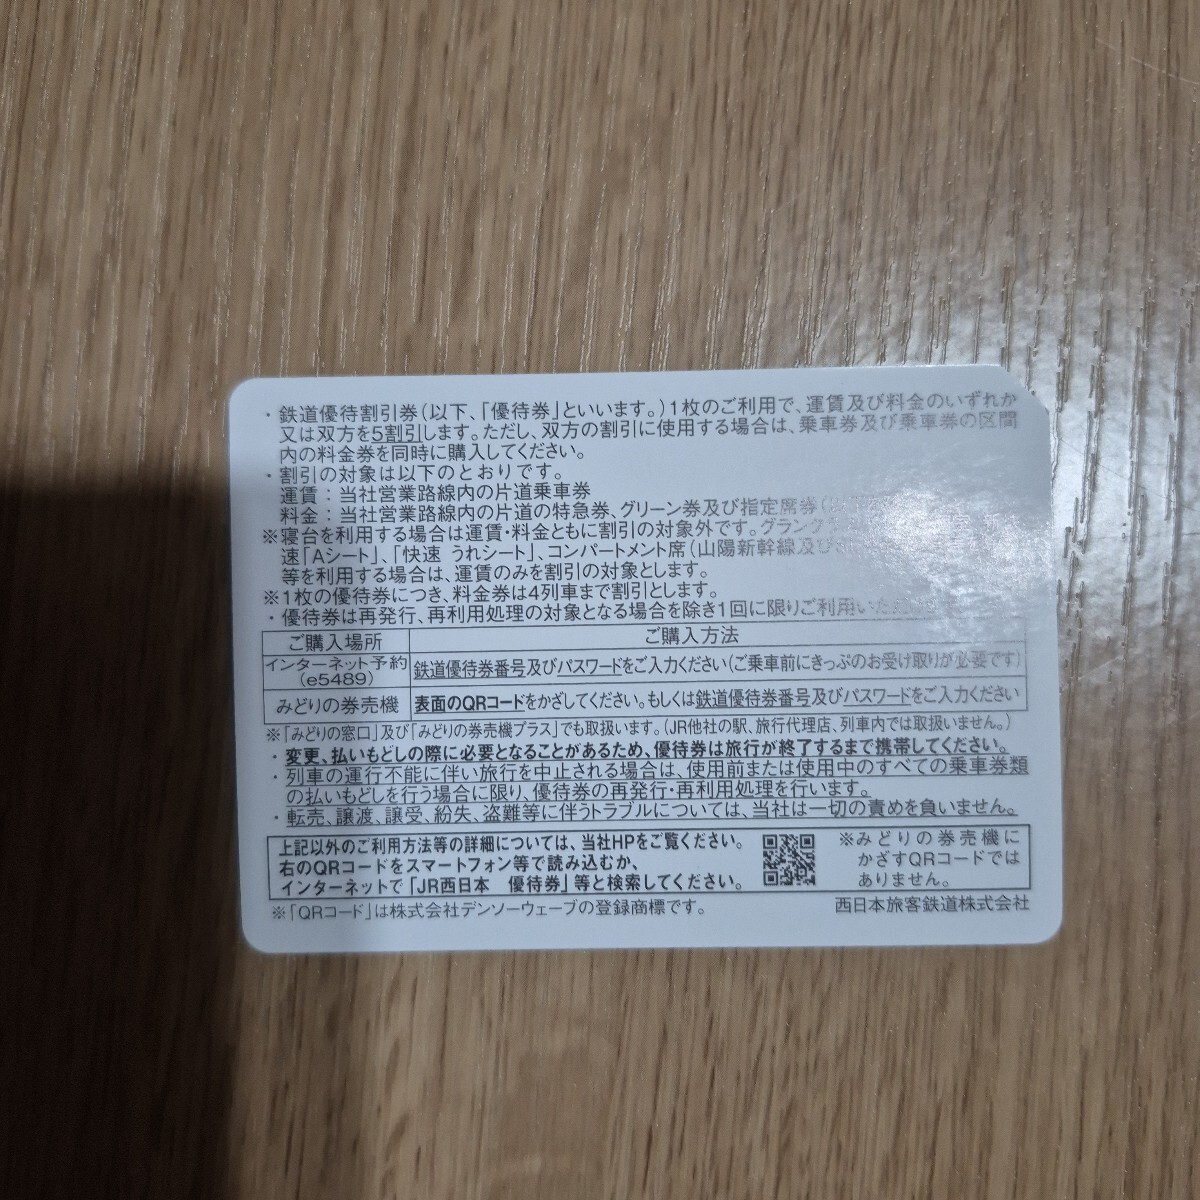 ・鉄道優待割引券（以下、「優待券」といいます。）1枚のご利用で、運賃及び料金のいずれか
又は双方を5割引します。ただし、双方の割引に使用する場合は、乗車券及び乗車券の区間
内の料金券を同時に購入してください。
・割引の対象は以下のとおりです。
運賃：当社営業路線内の片道乗車券
料金：当社営業路線内の片道の特急券、グリーン券及び指定席券
※寝台を利用する場合は運賃・料金ともに割引の対象外です。グランク
速「Aシート」、「快速 うれシート」、コンパートメント席（山陽新幹線及び
等を利用する場合は、運賃のみを割引の対象とします。
※1枚の優待券につき、料金券は4列車まで割引とします。
・優待券は再発行、再利用処理の対象となる場合を除き1回に限りご利用いただけ
ご購入場所 ご購入方法
インターネット予約（e5489） 鉄道優待券番号及びパスワードをご入力ください（ご乗車前にきっぷのお受け取りが必要です）
みどりの券売機 表面のQRコードをかざしてください。もしくは鉄道優待券番号及びパスワードをご入力ください
※「みどりの窓口」及び「みどりの券売機プラス」でも取扱います。（JR他社の駅、旅行代理店、列車内では取扱いません。）
・変更、払いもどしの際に必要となることがあるため、優待券は旅行が終了するまで携帯してください。
・列車の運行不能に伴い旅行を中止される場合は、使用前または使用中のすべての乗車券類
の払いもどしを行う場合に限り、優待券の再発行・再利用処理を行います。
・転売、譲渡、譲受、紛失、盗難等に伴うトラブルについては、当社は一切の責めを負いません。
上記以外のご利用方法等の詳細については、当社HPをご覧ください。
右のQRコードをスマートフォン等で読み込むか、
インターネットで「JR西日本 優待券」等と検索してください。
※みどりの券売機に
かざすQRコードでは
ありません。
※「QRコード」は株式会社デンソーウェーブの登録商標です。
西日本旅客鉄道株式会社